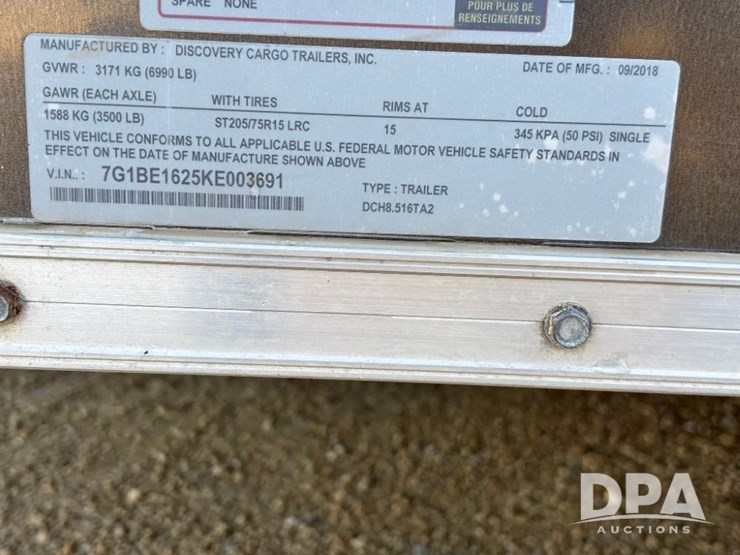 SPARE NONE
POUR PLUS DE
RENSEIGNEMENTS
MANUFACTURED BY : DISCOVERY CARGO TRAILERS, INC.
GVWR : 3171 KG (6990 LB) DATE OF MFG. : 09/2018
GAWR (EACH AXLE) WITH TIRES RIMS AT COLD
1588 KG (3500 LB) ST205/75R15 LRC 15 345 KPA (50 PSI) SINGLE
THIS VEHICLE CONFORMS TO ALL APPLICABLE U.S. FEDERAL MOTOR VEHICLE SAFETY STANDARDS IN
EFFECT ON THE DATE OF MANUFACTURE SHOWN ABOVE
V.I.N.. : 7G1BE1625KE003691
TYPE : TRAILER
DCH8.516TA2
DPA
AUCTIONS